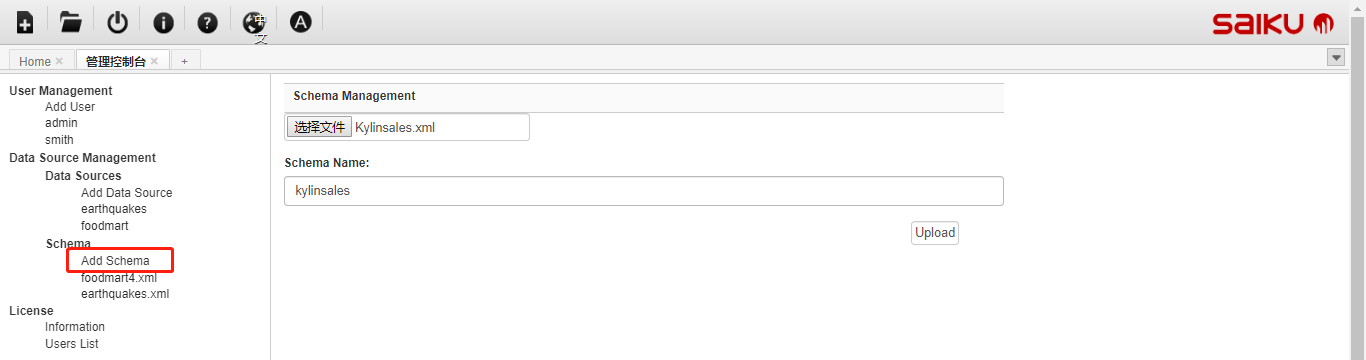 中文
A
SAIKU
Home
管理控制台
+
User Management
Add User
admin
smith
Data Source Management
Data Sources
Add Data Source
earthquakes
foodmart
Schema
Add Schema
foodmart4.xml
earthquakes.xml
License
Information
Users List
Schema Management
选择文件 Kylinsales.xml
Schema Name:
kylinsales
Upload